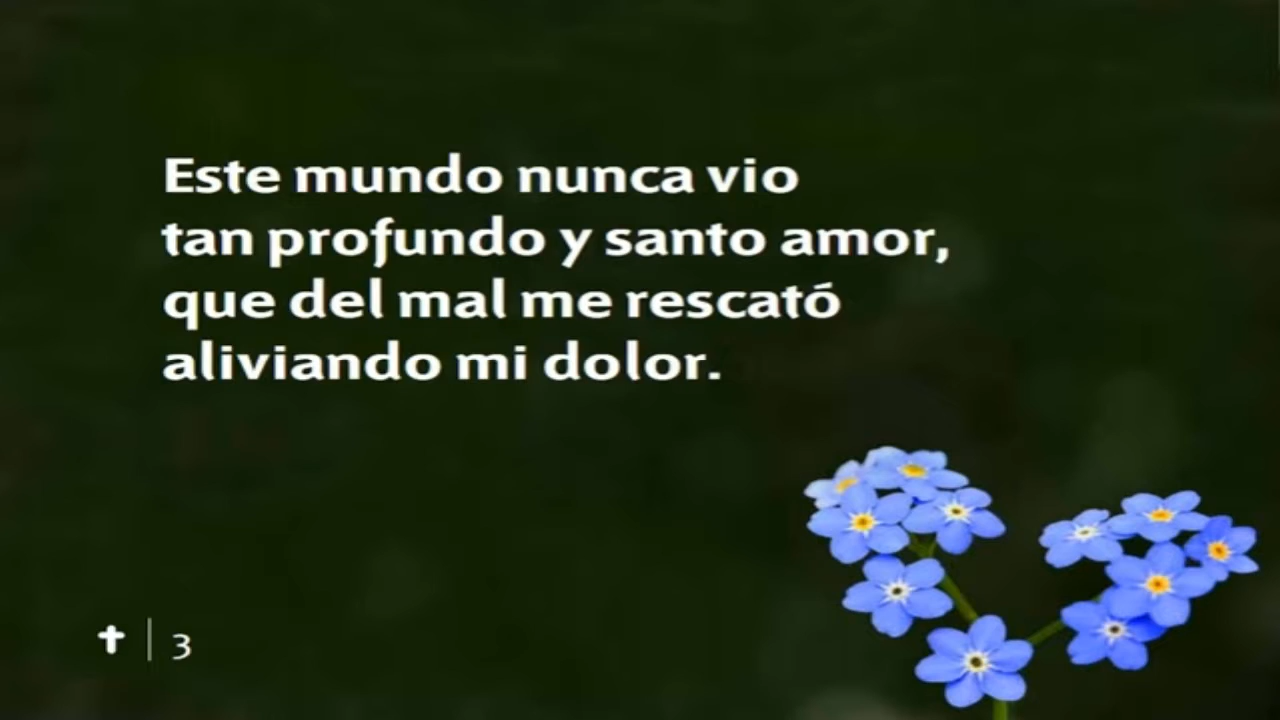 Este mundo nunca vio
tan profundo y santo amor,
que del mal me rescató
aliviando mi dolor.
3